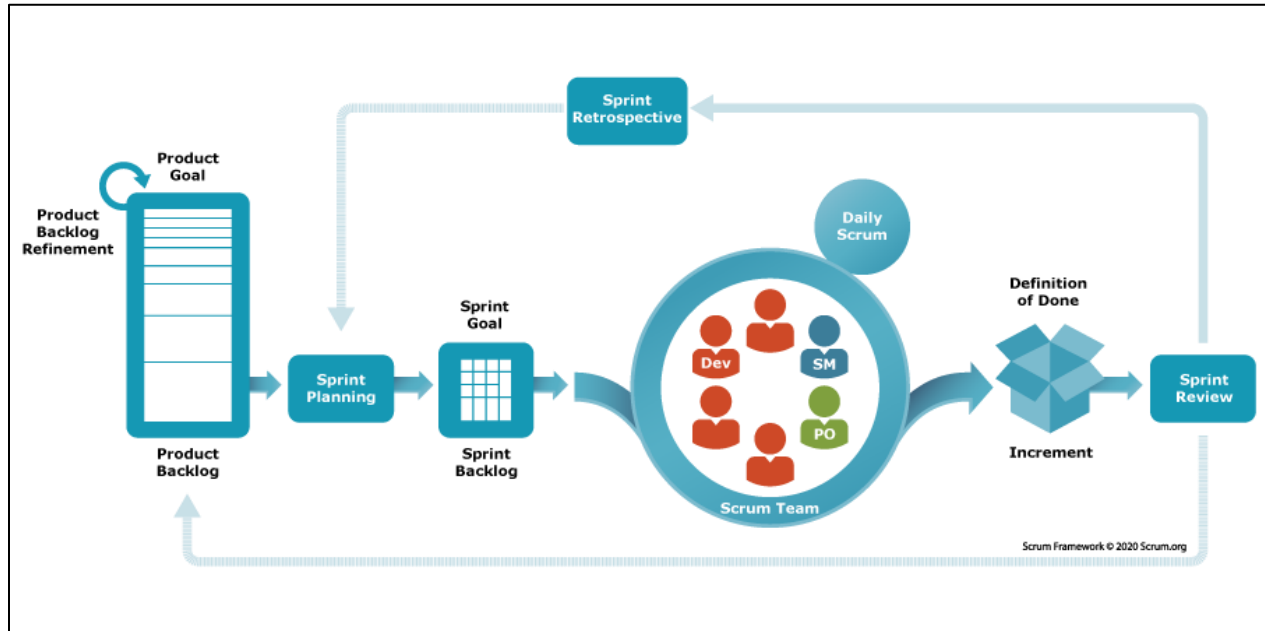 Sprint
Retrospective
Product
Goal
Product
Backlog
Refinement
Daily
Scrum
Definition
of Done
Sprint
Goal
Dev
SM
Sprint
Planning
Sprint
Review
PO
Product
Backlog
Sprint
Backlog
Increment
Scrum Team
Scrum Framework © 2020 Scrum.org